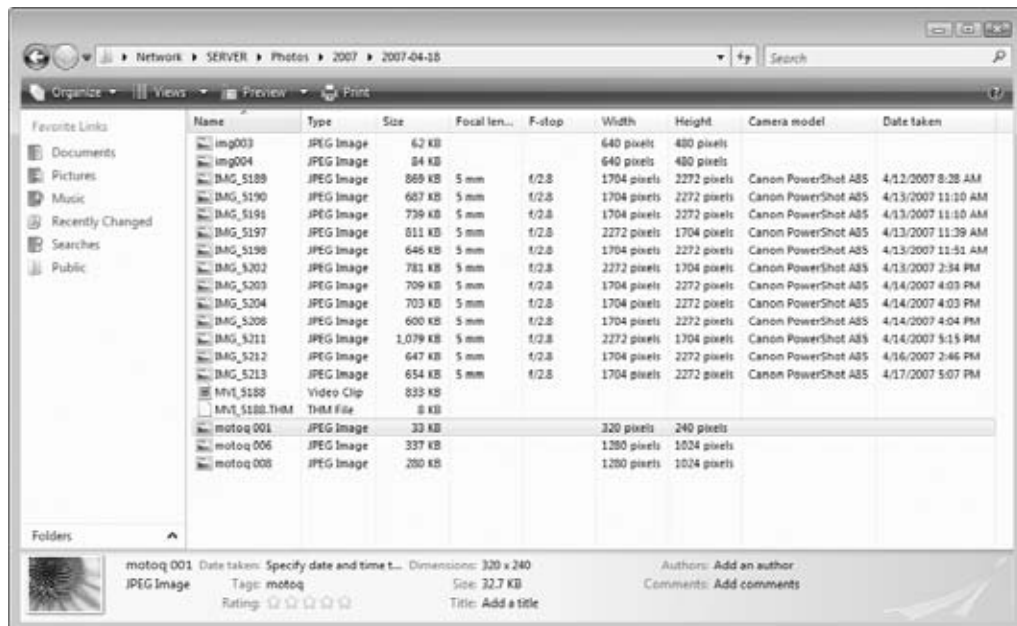 Network ▸ SERVER ▸ Photos ▸ 2007 ▸ 2007-04-18 Search
Organize Views Preview Print
Favorite Links
Documents
Pictures
Music
Recently Changed
Searches
Public
Folders
Name Type Size Focal len... F-stop Width Height Camera model Date taken
img003 JPEG Image 62 KB 640 pixels 480 pixels
img004 JPEG Image 84 KB 640 pixels 480 pixels
IMG_5189 JPEG Image 869 KB 5 mm f/2.8 1704 pixels 2272 pixels Canon PowerShot A85 4/12/2007 8:28 AM
IMG_5190 JPEG Image 687 KB 5 mm f/2.8 1704 pixels 2272 pixels Canon PowerShot A85 4/13/2007 11:10 AM
IMG_5191 JPEG Image 739 KB 5 mm f/2.8 1704 pixels 2272 pixels Canon PowerShot A85 4/13/2007 11:10 AM
IMG_5197 JPEG Image 811 KB 5 mm f/2.8 2272 pixels 1704 pixels Canon PowerShot A85 4/13/2007 11:39 AM
IMG_5198 JPEG Image 646 KB 5 mm f/2.8 1704 pixels 2272 pixels Canon PowerShot A85 4/13/2007 11:51 AM
IMG_5202 JPEG Image 781 KB 5 mm f/2.8 2272 pixels 1704 pixels Canon PowerShot A85 4/13/2007 2:34 PM
IMG_5203 JPEG Image 709 KB 5 mm f/2.8 1704 pixels 2272 pixels Canon PowerShot A85 4/14/2007 4:03 PM
IMG_5204 JPEG Image 703 KB 5 mm f/2.8 1704 pixels 2272 pixels Canon PowerShot A85 4/14/2007 4:03 PM
IMG_5208 JPEG Image 600 KB 5 mm f/2.8 1704 pixels 2272 pixels Canon PowerShot A85 4/14/2007 4:04 PM
IMG_5211 JPEG Image 1,079 KB 5 mm f/2.8 2272 pixels 1704 pixels Canon PowerShot A85 4/14/2007 5:15 PM
IMG_5212 JPEG Image 647 KB 5 mm f/2.8 1704 pixels 2272 pixels Canon PowerShot A85 4/16/2007 2:46 PM
IMG_5213 JPEG Image 654 KB 5 mm f/2.8 1704 pixels 2272 pixels Canon PowerShot A85 4/17/2007 5:07 PM
MVI_5188 Video Clip 833 KB
MVI_5188.THM THM File 8 KB
motoq 001 JPEG Image 33 KB 320 pixels 240 pixels
motoq 006 JPEG Image 337 KB 1280 pixels 1024 pixels
motoq 008 JPEG Image 280 KB 1280 pixels 1024 pixels
motoq 001 Date taken: Specify date and time t... Dimensions: 320 x 240 Authors: Add an author
JPEG Image Tags: motoq Size: 32.7 KB Comments: Add comments
Rating: ☆☆☆☆☆ Title: Add a title